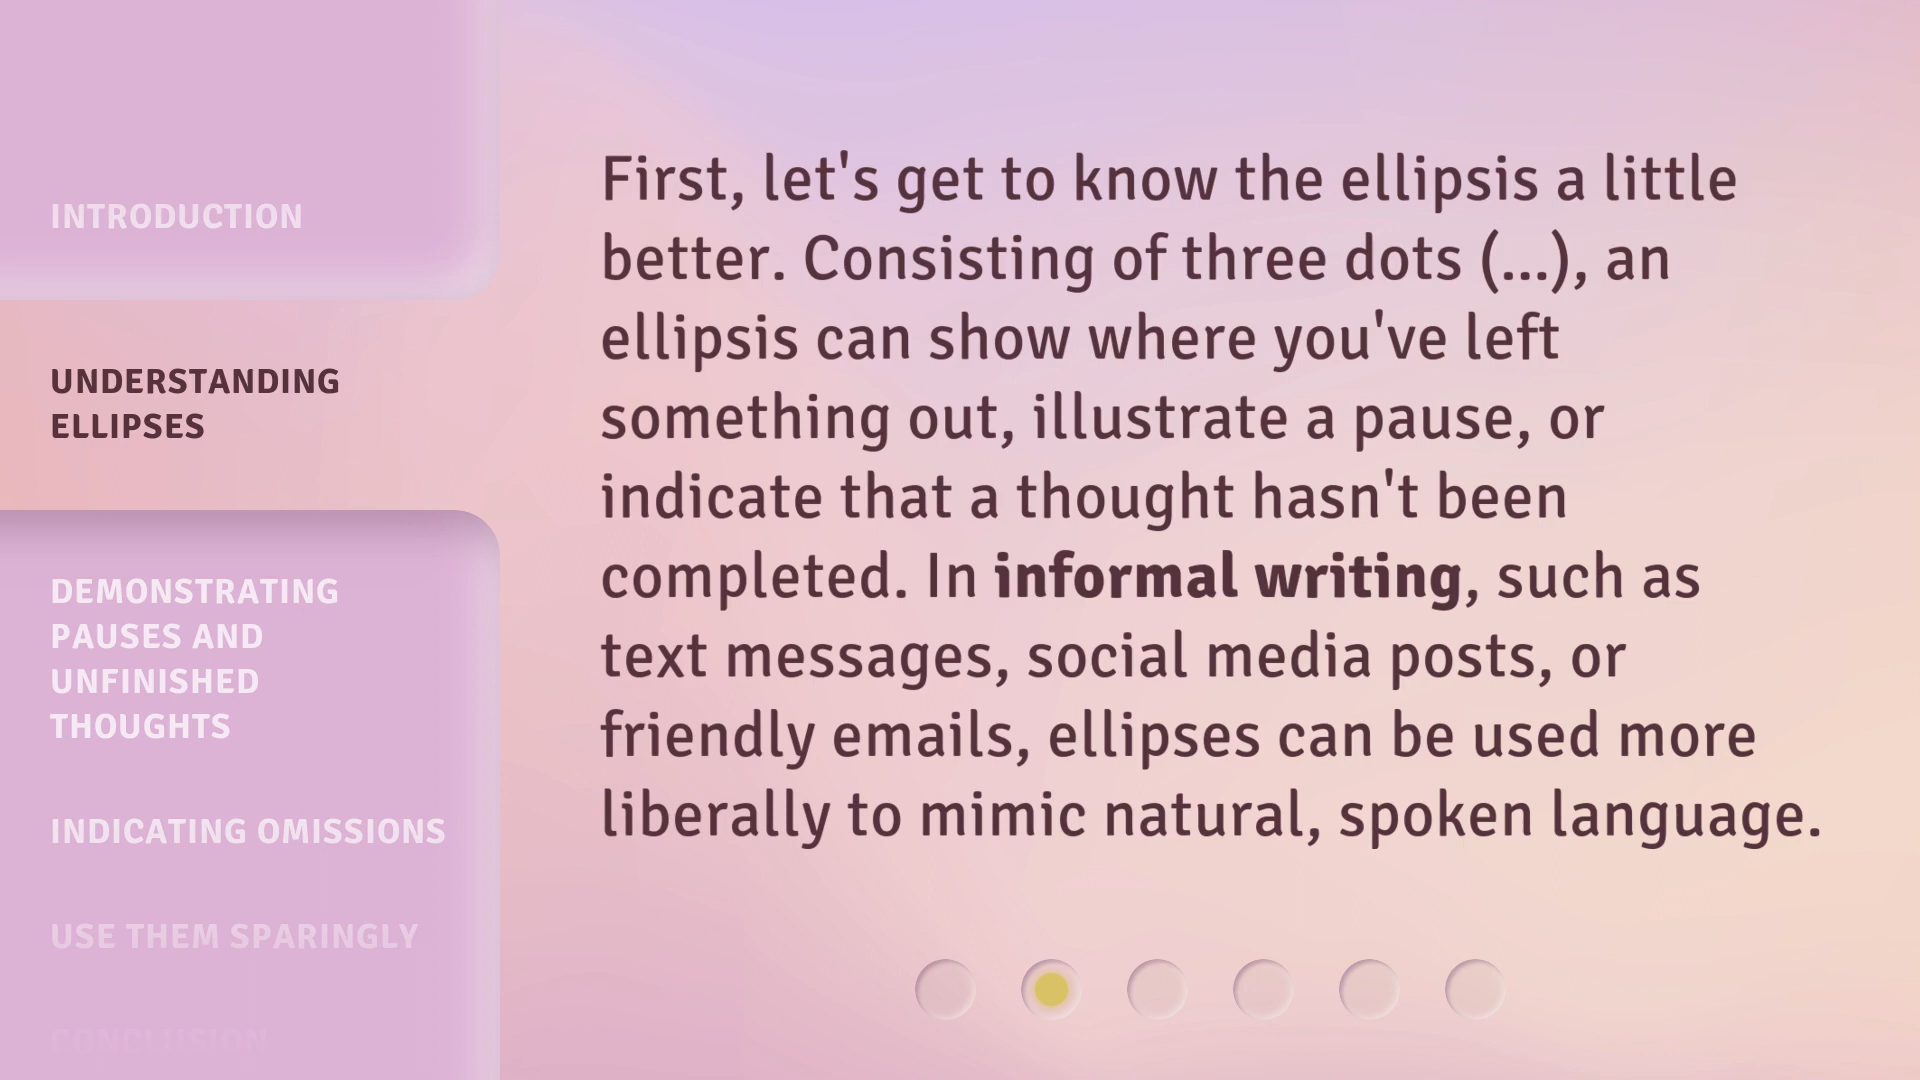 INTRODUCTION
UNDERSTANDING
ELLIPSES
DEMONSTRATING
PAUSES AND
UNFINISHED
THOUGHTS
INDICATING OMISSIONS
USE THEM SPARINGLY
CONCLUSION
First, let's get to know the ellipsis a little
better. Consisting of three dots (...), an
ellipsis can show where you've left
something out, illustrate a pause, or
indicate that a thought hasn't been
completed. In informal writing, such as
text messages, social media posts, or
friendly emails, ellipses can be used more
liberally to mimic natural, spoken language.